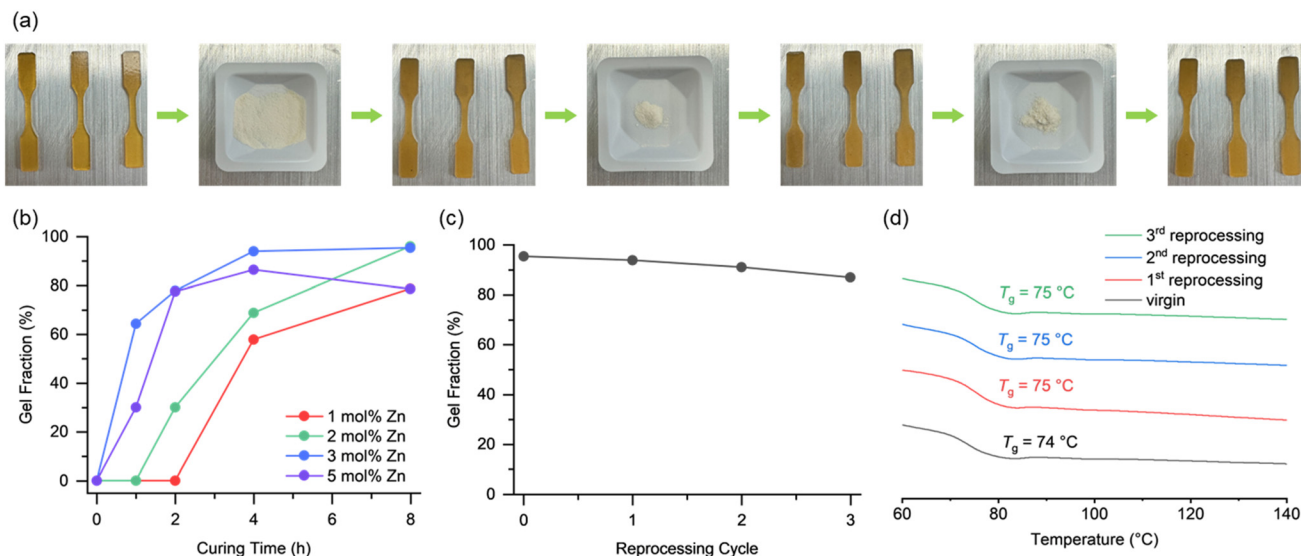 (a)
(b)
100
80
60
40
20
0
Gel Fraction (%)
0 2 4 6 8
Curing Time (h)
1 mol% Zn
2 mol% Zn
3 mol% Zn
5 mol% Zn
(c)
100
80
60
40
20
0
Gel Fraction (%)
0 1 2 3
Reprocessing Cycle
(d)
3rd reprocessing
2nd reprocessing
1st reprocessing
virgin
Tg = 75 °C
Tg = 75 °C
Tg = 75 °C
Tg = 74 °C
60 80 100 120 140
Temperature (°C)